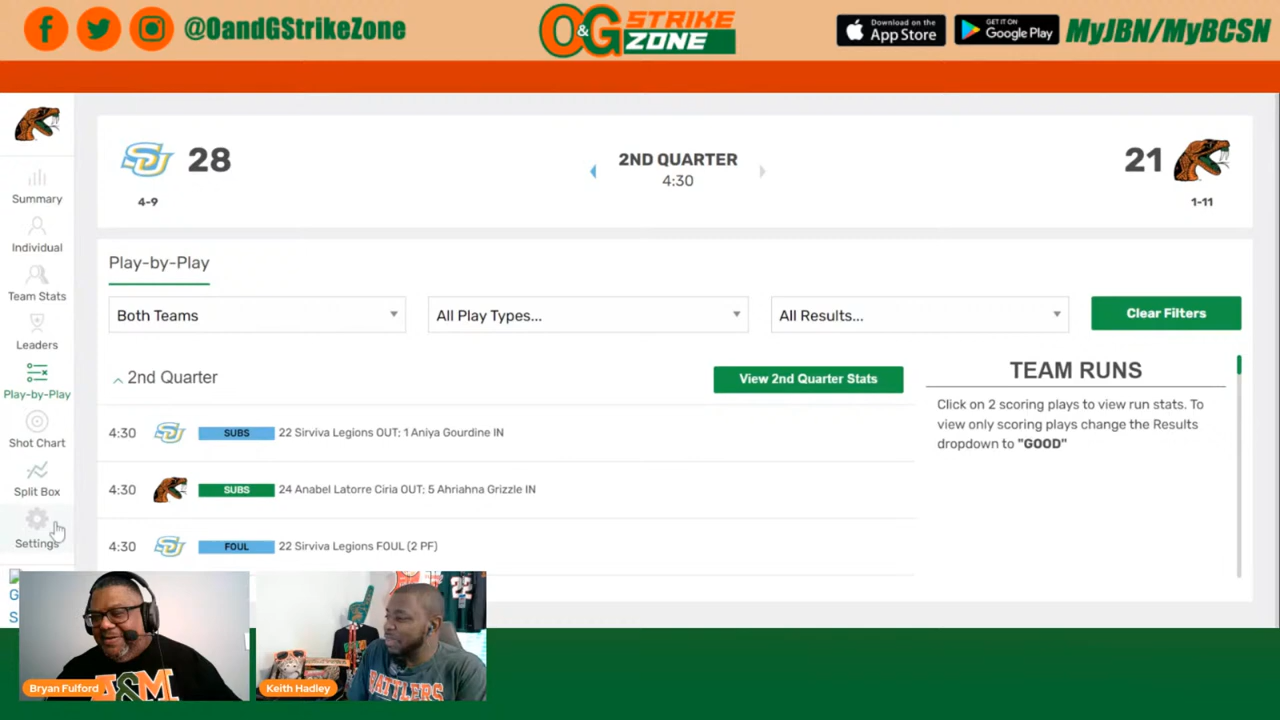 @OandGStrikeZone
O&G STRIKE ZONE
Download on the App Store
GET IT ON Google Play
MyJBN/MyBCSN
SU 28
4-9
2ND QUARTER
4:30
21
1-11
Summary
Individual
Team Stats
Leaders
Play-by-Play
Shot Chart
Split Box
Settings
Play-by-Play
Both Teams
All Play Types...
All Results...
Clear Filters
2nd Quarter
View 2nd Quarter Stats
4:30 SU SUBS 22 Sirviva Legions OUT; 1 Aniya Gourdine IN
4:30 SUBS 24 Anabel Latorre Ciria OUT; 5 Ahriahna Grizzle IN
4:30 SU FOUL 22 Sirviva Legions FOUL (2 PF)
TEAM RUNS
Click on 2 scoring plays to view run stats. To
view only scoring plays change the Results
dropdown to "GOOD"
A&M
Bryan Fulford
22
RATTLERS
Keith Hadley